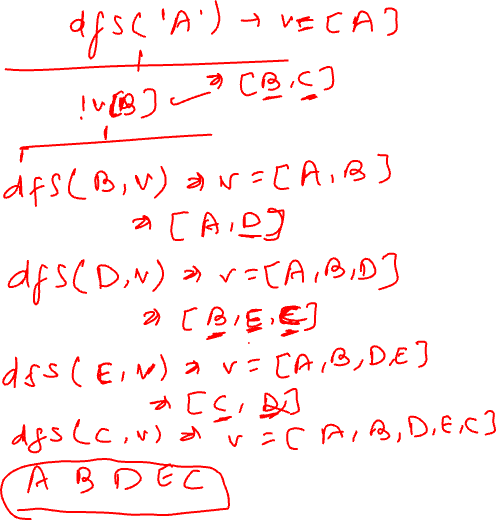 dfs('A') → v=[A]
!v[B] → [B,C]
dfs(B,v) → v=[A,B]
→ [A,D]
dfs(D,v) → v=[A,B,D]
→ [B,E,C]
dfs(E,v) → v=[A,B,D,E]
→ [C,D]
dfs(C,v) → v=[A,B,D,E,C]
A B D E C